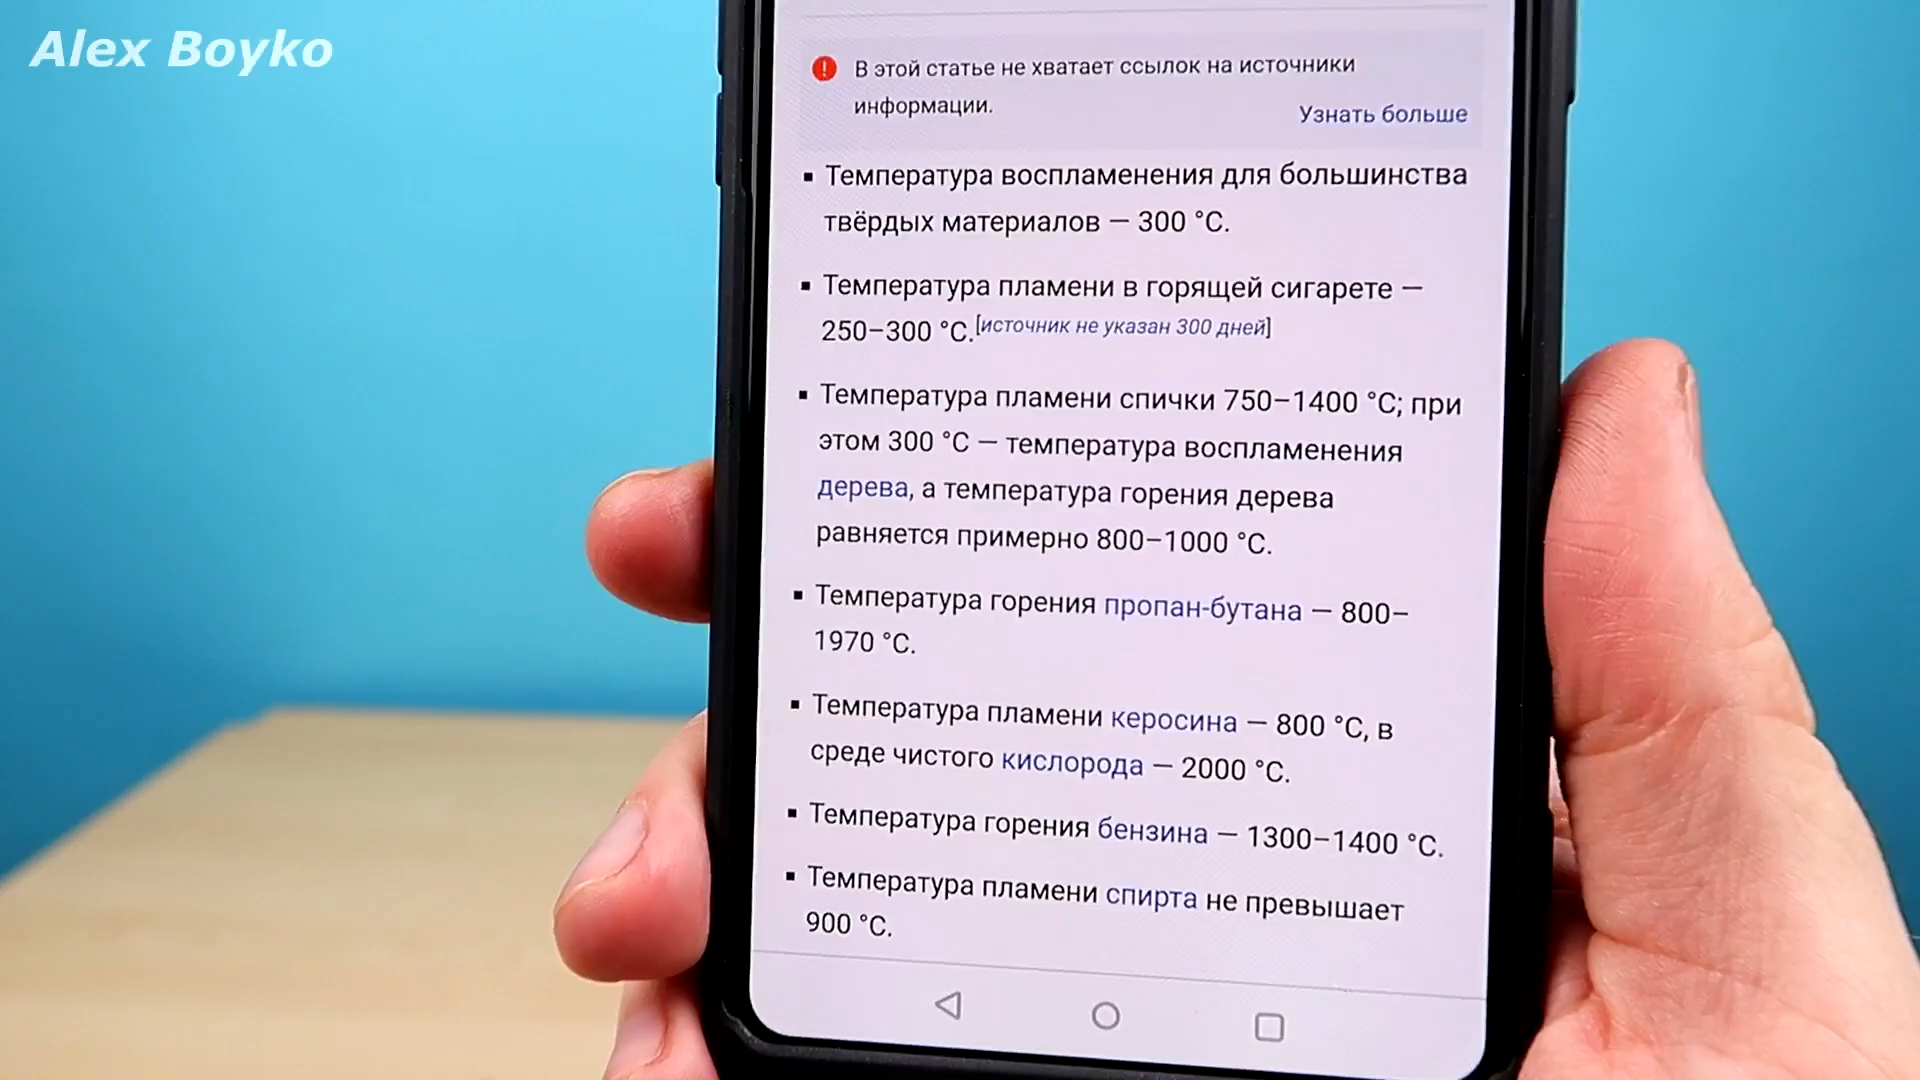 Alex Boyko
В этой статье не хватает ссылок на источники
информации.
Узнать больше
▪ Температура воспламенения для большинства
твёрдых материалов — 300 °C.
▪ Температура пламени в горящей сигарете —
250–300 °C.[источник не указан 300 дней]
▪ Температура пламени спички 750–1400 °C; при
этом 300 °C — температура воспламенения
дерева, а температура горения дерева
равняется примерно 800–1000 °C.
▪ Температура горения пропан-бутана — 800–
1970 °C.
▪ Температура пламени керосина — 800 °C, в
среде чистого кислорода — 2000 °C.
▪ Температура горения бензина — 1300–1400 °C.
▪ Температура пламени спирта не превышает
900 °C.